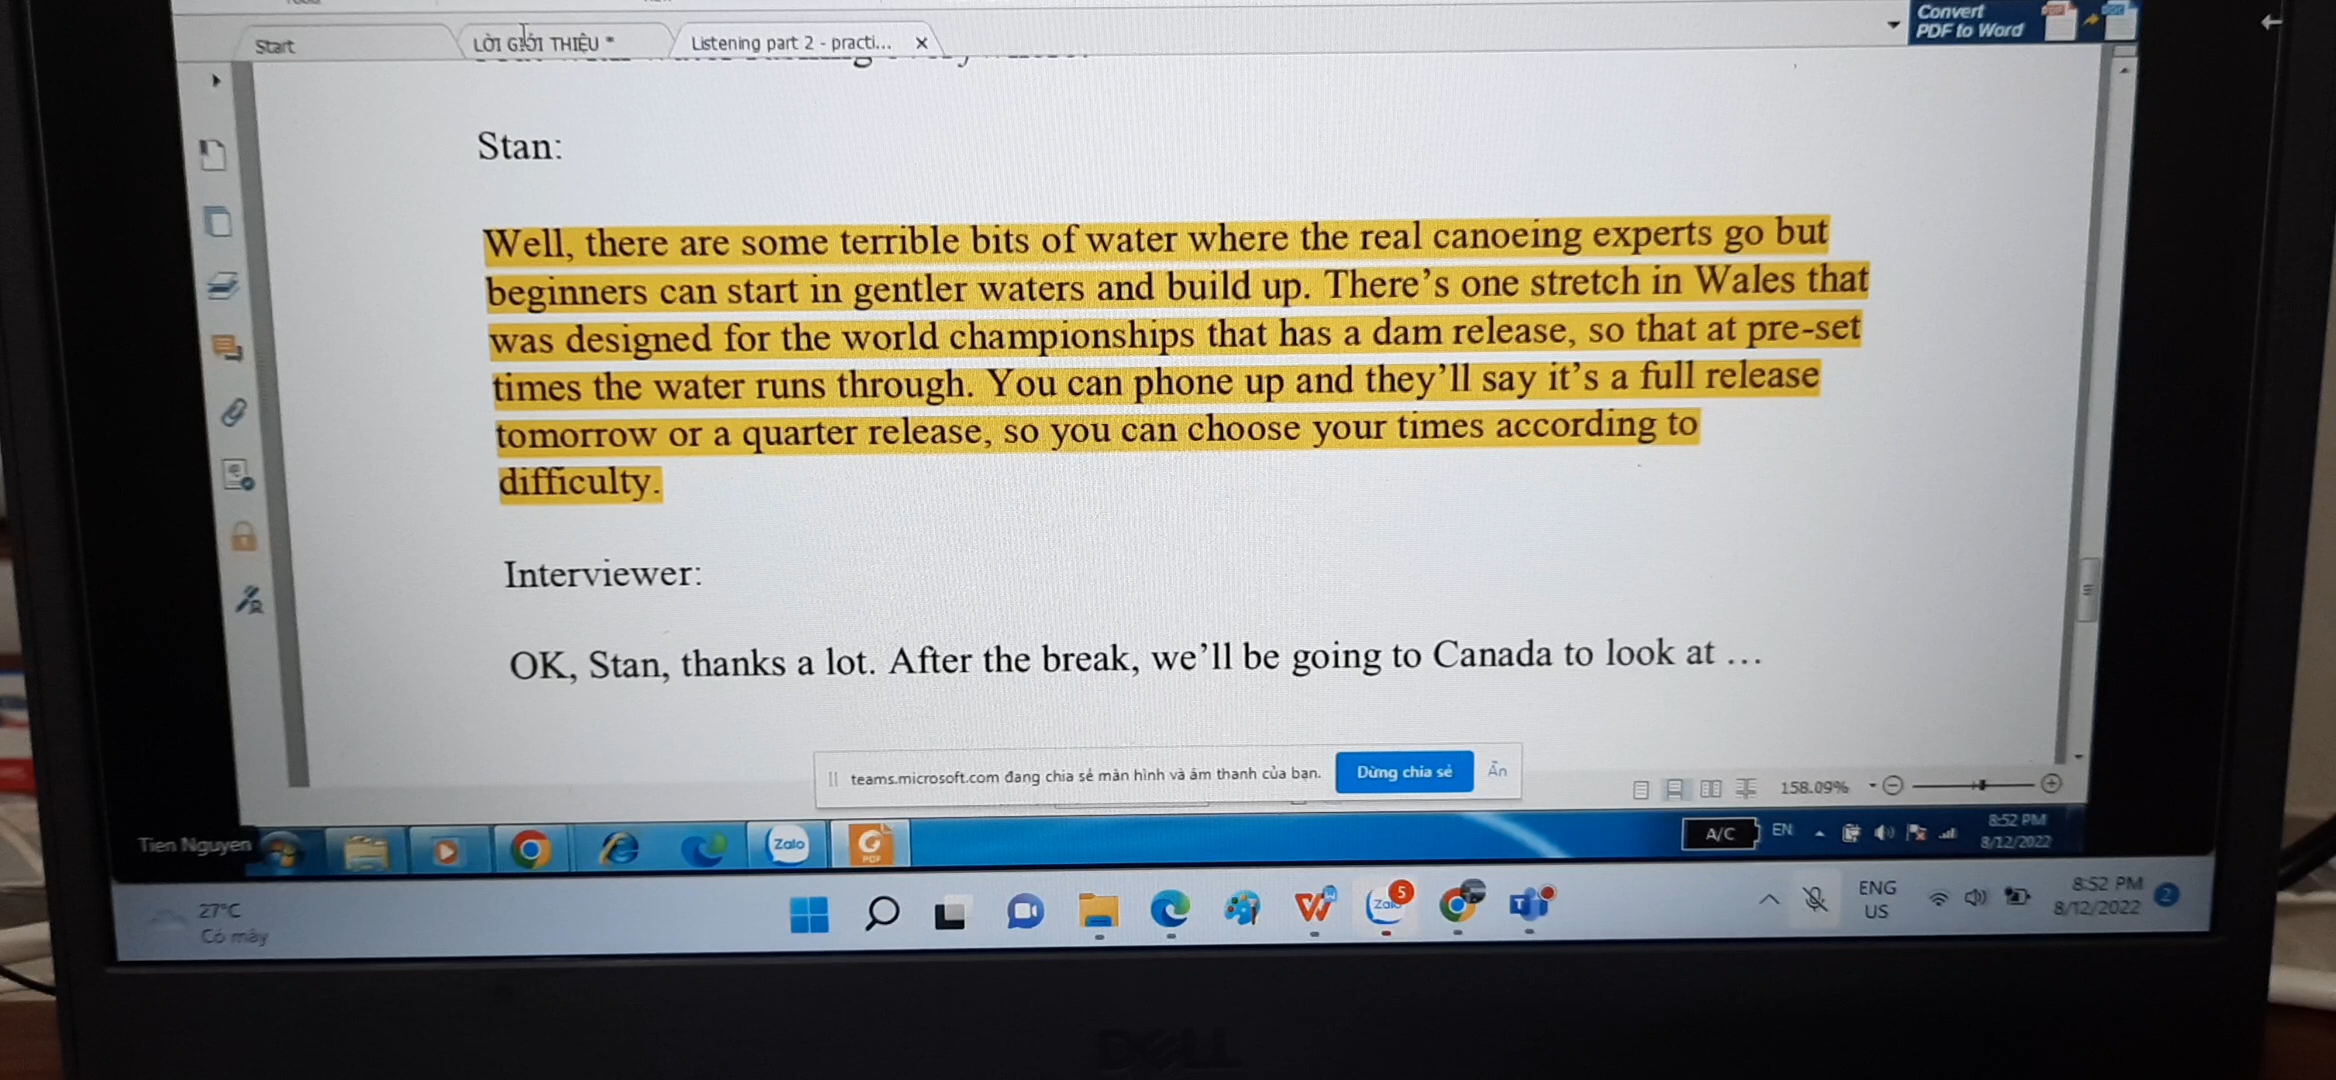 Start
LỜI GIỚI THIỆU *
Listening part 2 - practi...
Convert
PDF to Word
Stan:
Well, there are some terrible bits of water where the real canoeing experts go but
beginners can start in gentler waters and build up. There’s one stretch in Wales that
was designed for the world championships that has a dam release, so that at pre-set
times the water runs through. You can phone up and they’ll say it’s a full release
tomorrow or a quarter release, so you can choose your times according to
difficulty.
Interviewer:
OK, Stan, thanks a lot. After the break, we’ll be going to Canada to look at …
teams.microsoft.com đang chia sẻ màn hình và âm thanh của bạn.
Dừng chia sẻ
Ẩn
158.09%
Tien Nguyen
Zalo
PDF
A/C
EN
8:52 PM
8/12/2022
27°C
Có mây
5
ENG
US
8:52 PM
8/12/2022
2
DELL